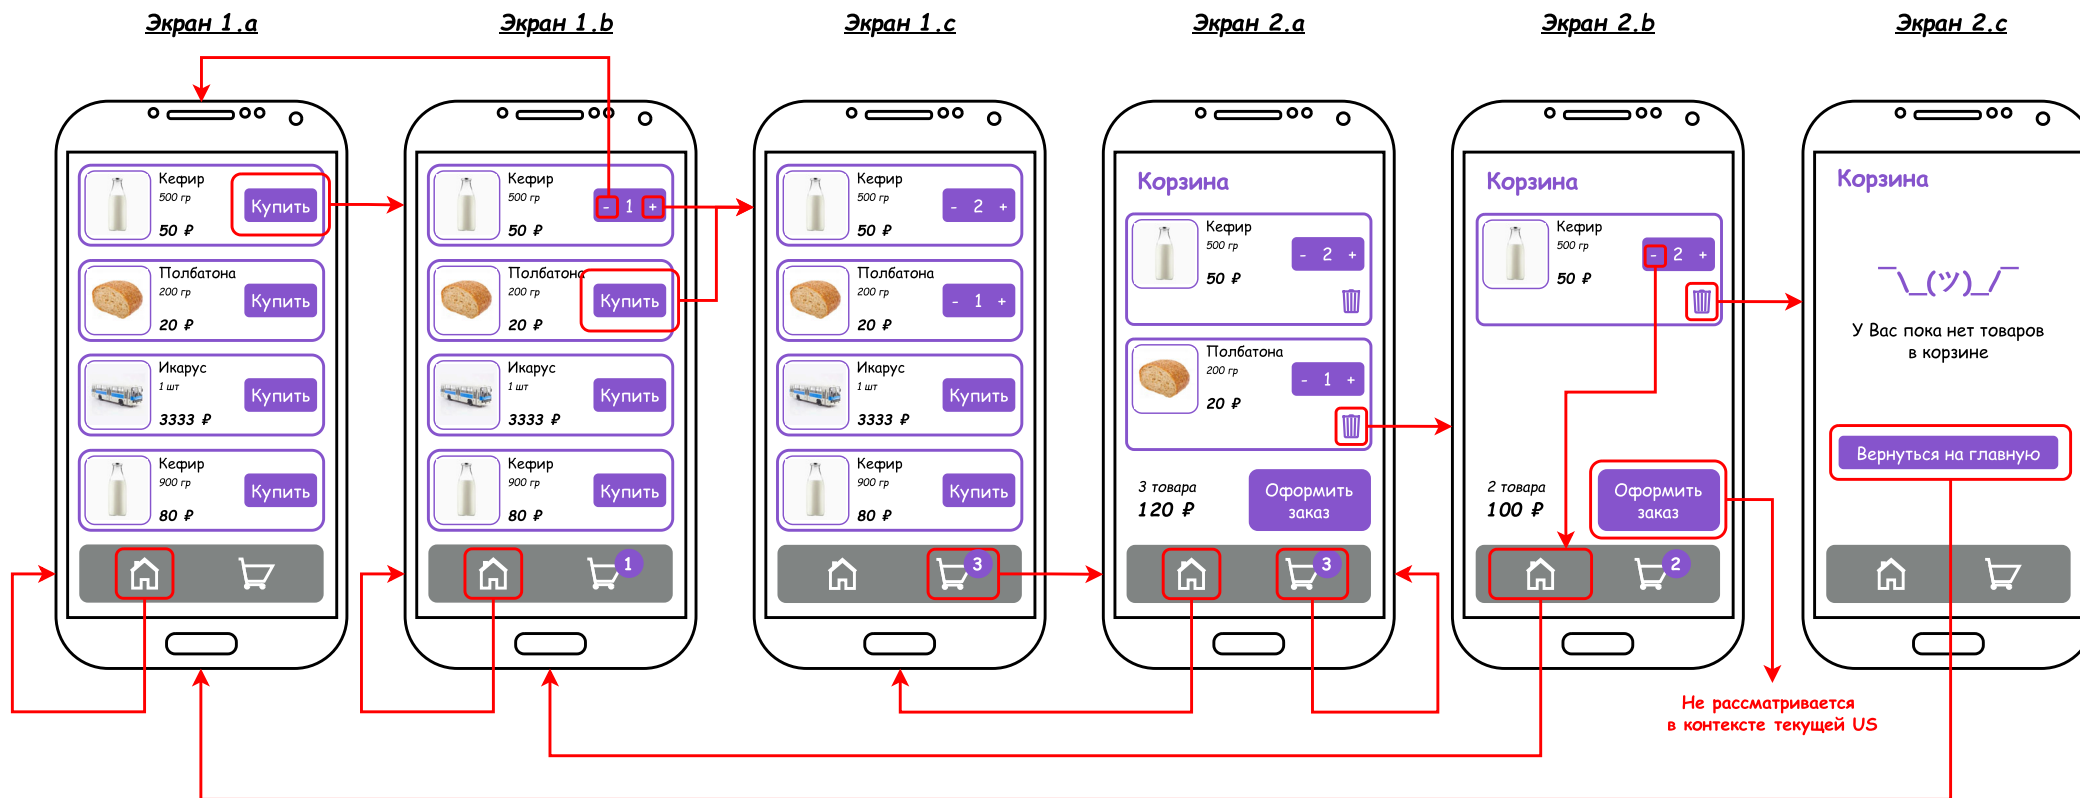 Экран 1.a
Экран 1.b
Экран 1.c
Экран 2.a
Экран 2.b
Экран 2.c
Кефир
500 гр
50 ₽
Купить
Полбатона
200 гр
20 ₽
Купить
Икарус
1 шт
3333 ₽
Купить
Кефир
900 гр
80 ₽
Купить
Кефир
500 гр
50 ₽
- 1 +
Полбатона
200 гр
20 ₽
Купить
Икарус
1 шт
3333 ₽
Купить
Кефир
900 гр
80 ₽
Купить
1
Кефир
500 гр
50 ₽
- 2 +
Полбатона
200 гр
20 ₽
- 1 +
Икарус
1 шт
3333 ₽
Купить
Кефир
900 гр
80 ₽
Купить
3
Корзина
Кефир
500 гр
50 ₽
- 2 +
Полбатона
200 гр
20 ₽
- 1 +
3 товара
120 ₽
Оформить
заказ
3
Корзина
Кефир
500 гр
50 ₽
- 2 +
2 товара
100 ₽
Оформить
заказ
2
Не рассматривается
в контексте текущей US
Корзина
¯\_(ツ)_/¯
У Вас пока нет товаров
в корзине
Вернуться на главную